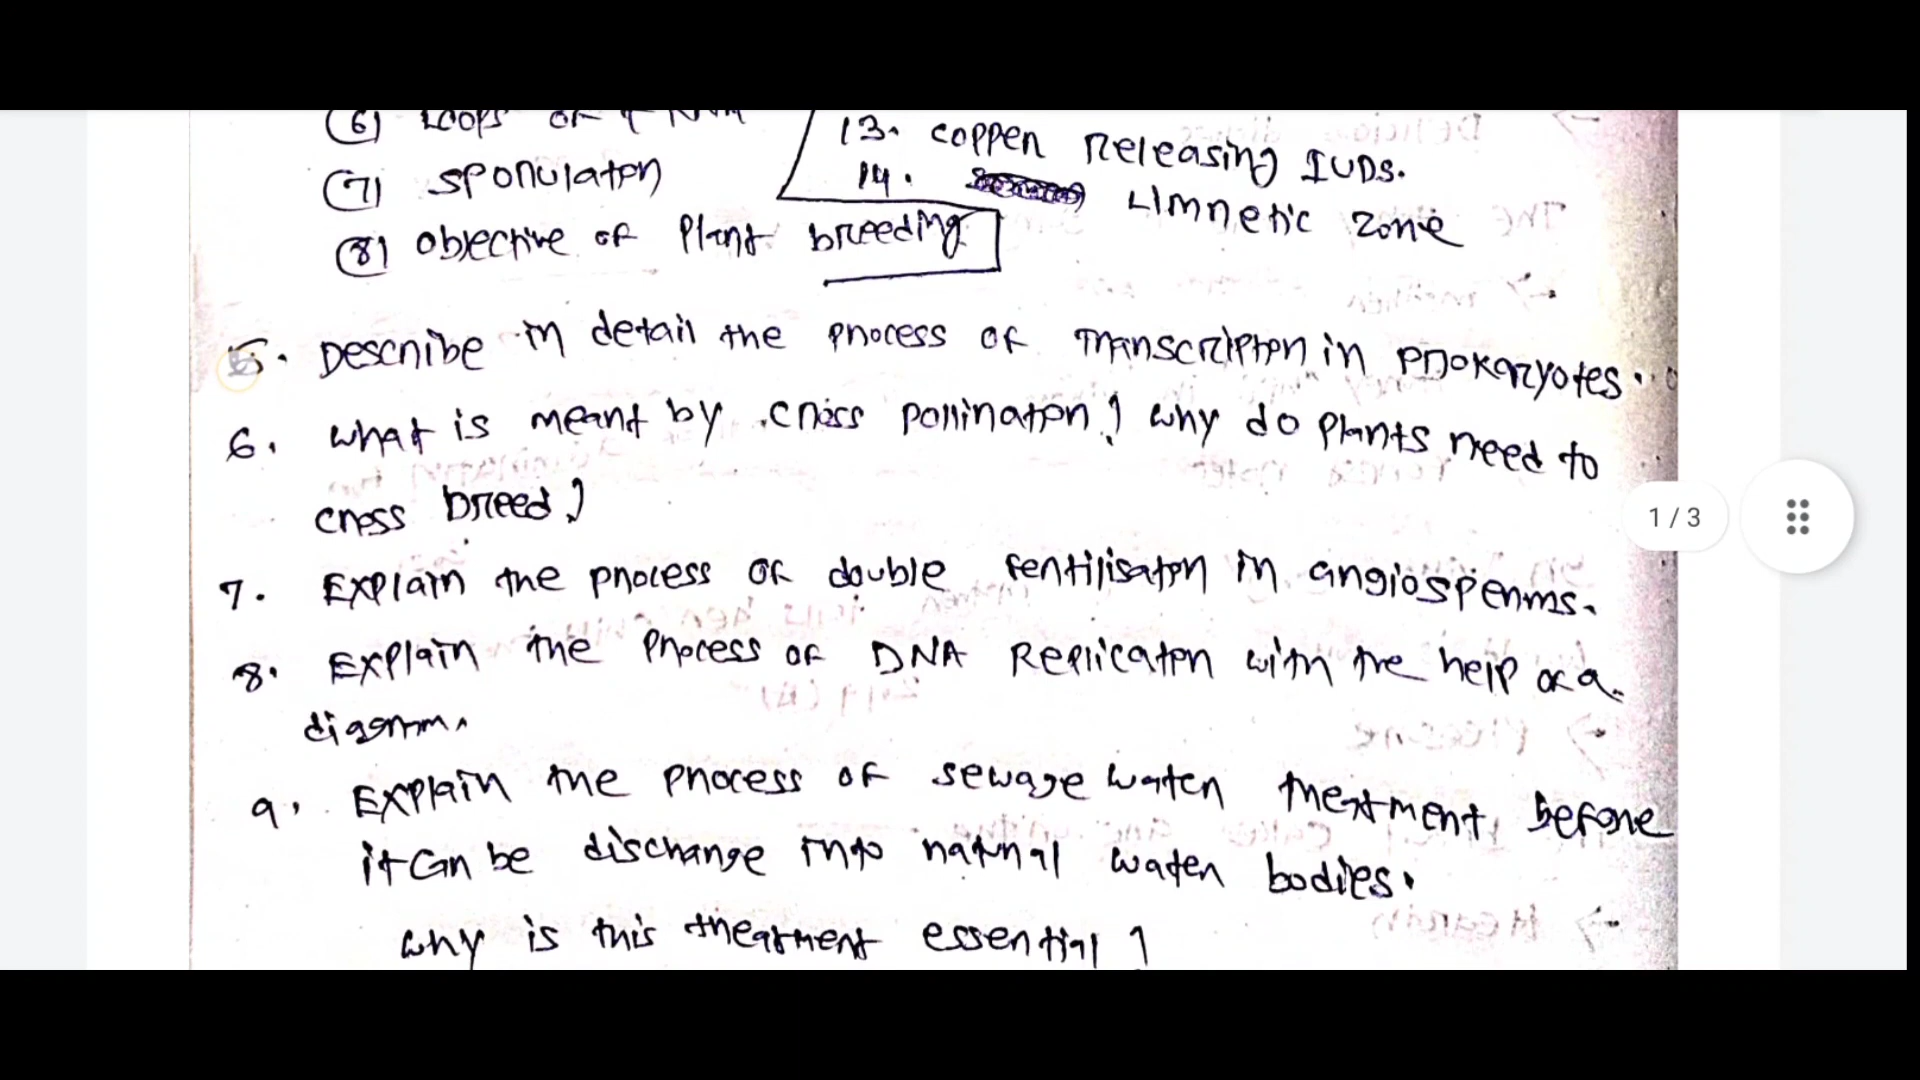 (6) Loops of t RNA
(7) sporulation
(8) objective of Plant breeding
13. copper releasing IUDs.
14. Limnetic zone
5. Describe in detail the process of transcription in prokaryotes.
6. what is meant by cross pollination? why do plants need to
cross breed?
7. Explain the process of double fertilisation in angiosperms.
8. Explain the process of DNA Replication with the help of a
diagram.
9. Explain the process of sewage water treatment before
it can be discharge into natural water bodies.
why is this treatment essential?
1 / 3